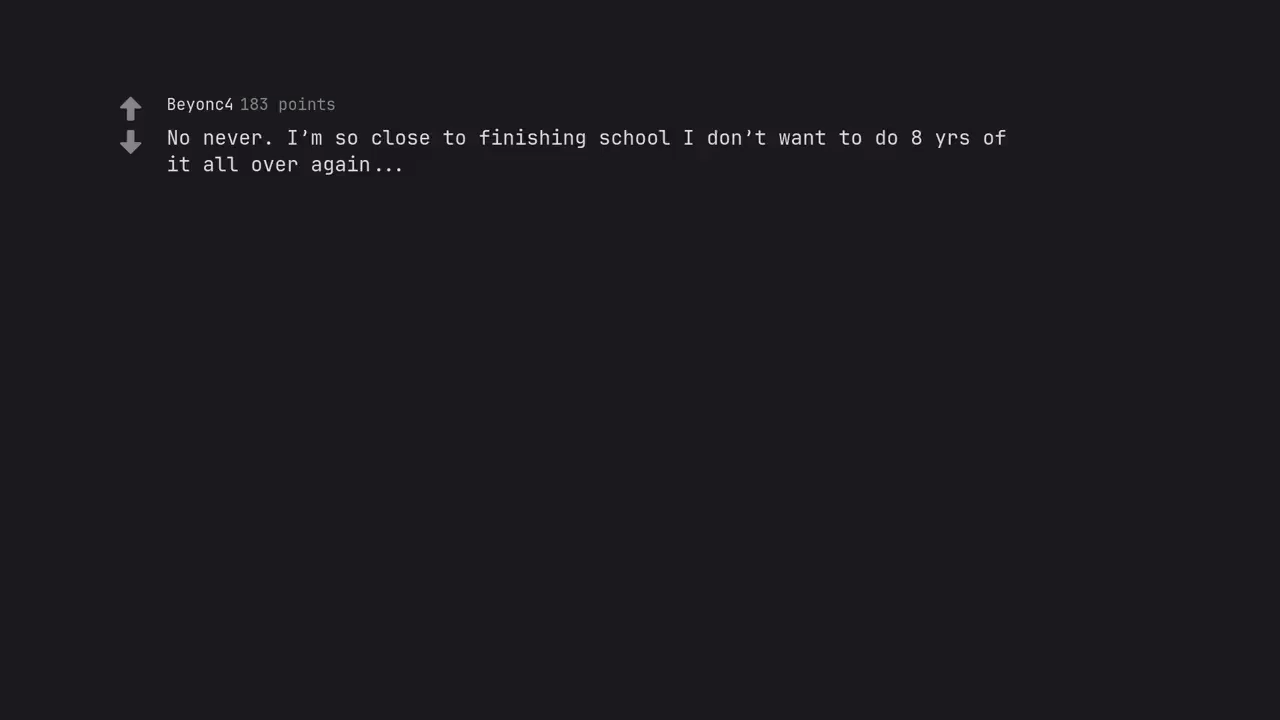 Beyonc4 183 points
No never. I’m so close to finishing school I don’t want to do 8 yrs of
it all over again...